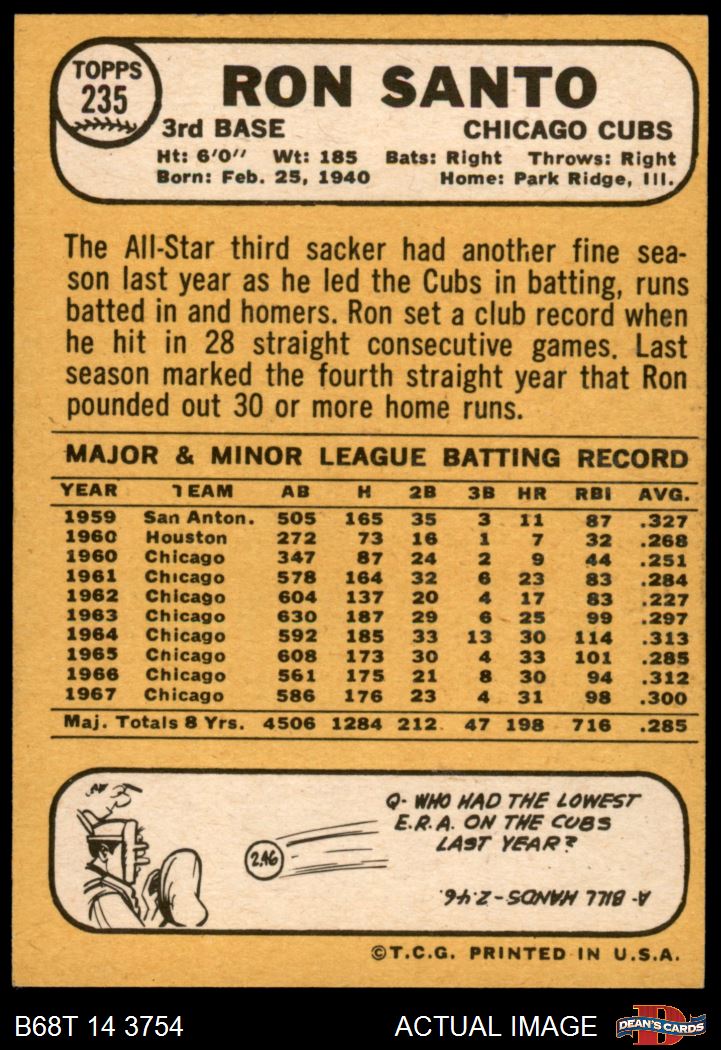 TOPPS
235
RON SANTO
3rd BASE CHICAGO CUBS
Ht: 6'0" Wt: 185 Bats: Right Throws: Right
Born: Feb. 25, 1940 Home: Park Ridge, Ill.
The All-Star third sacker had another fine sea-
son last year as he led the Cubs in batting, runs
batted in and homers. Ron set a club record when
he hit in 28 straight consecutive games. Last
season marked the fourth straight year that Ron
pounded out 30 or more home runs.
MAJOR & MINOR LEAGUE BATTING RECORD
YEAR TEAM AB H 2B 3B HR RBI AVG.
1959 San Anton. 505 165 35 3 11 87 .327
1960 Houston 272 73 16 1 7 32 .268
1960 Chicago 347 87 24 2 9 44 .251
1961 Chicago 578 164 32 6 23 83 .284
1962 Chicago 604 137 20 4 17 83 .227
1963 Chicago 630 187 29 6 25 99 .297
1964 Chicago 592 185 33 13 30 114 .313
1965 Chicago 608 173 30 4 33 101 .285
1966 Chicago 561 175 21 8 30 94 .312
1967 Chicago 586 176 23 4 31 98 .300
Maj. Totals 8 Yrs. 4506 1284 212 47 198 716 .285
Q- WHO HAD THE LOWEST
E.R.A. ON THE CUBS
LAST YEAR?
2.46
A- BILL HANDS - 2.46.
©T.C.G. PRINTED IN U.S.A.
B68T 14 3754 ACTUAL IMAGE
D
DEAN'S CARDS